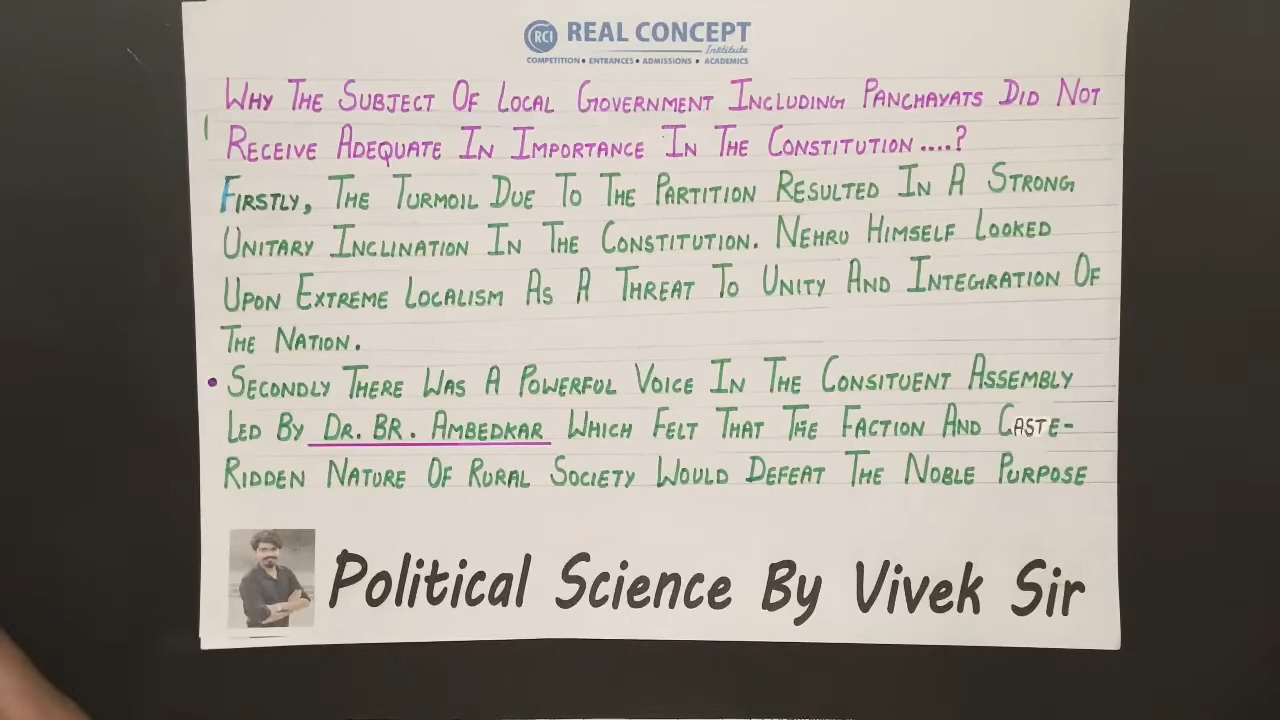 RCI REAL CONCEPT
Institute
COMPETITION • ENTRANCES • ADMISSIONS • ACADEMICS
WHY THE SUBJECT OF LOCAL GOVERNMENT INCLUDING PANCHAYATS DID NOT
RECEIVE ADEQUATE IN IMPORTANCE IN THE CONSTITUTION....?
FIRSTLY, THE TURMOIL DUE TO THE PARTITION RESULTED IN A STRONG
UNITARY INCLINATION IN THE CONSTITUTION. NEHRU HIMSELF LOOKED
UPON EXTREME LOCALISM AS A THREAT TO UNITY AND INTEGRATION OF
THE NATION.
• SECONDLY THERE WAS A POWERFUL VOICE IN THE CONSITUENT ASSEMBLY
LED BY DR. BR. AMBEDKAR WHICH FELT THAT THE FACTION AND CASTE-
RIDDEN NATURE OF RURAL SOCIETY WOULD DEFEAT THE NOBLE PURPOSE
Political Science By Vivek Sir